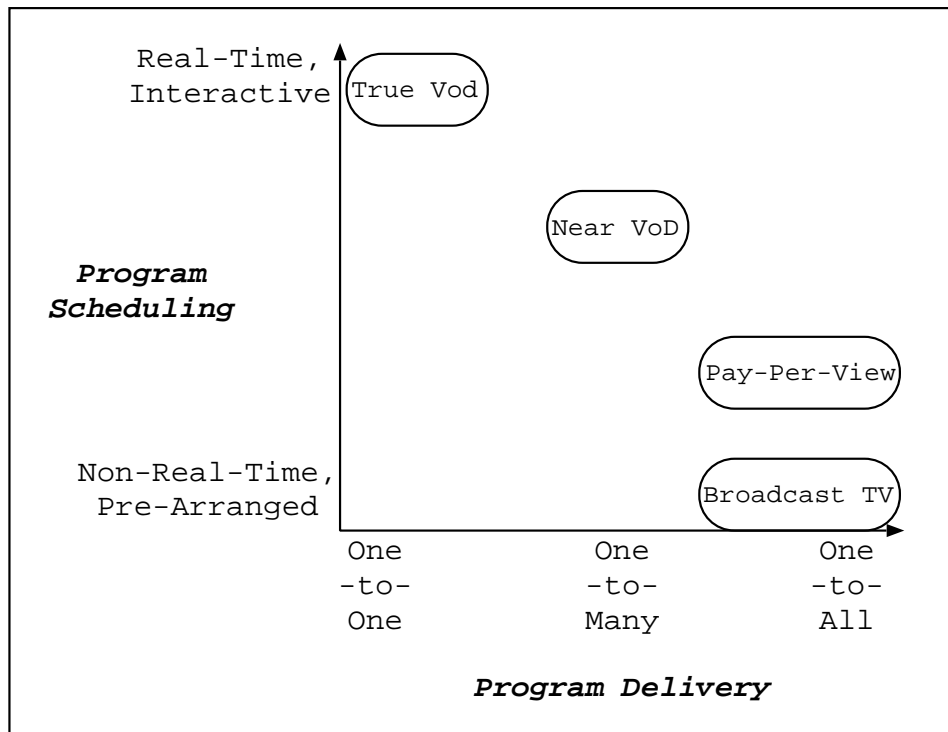 Real-Time,
Interactive
True Vod
Near VoD
Program
Scheduling
Pay-Per-View
Non-Real-Time,
Pre-Arranged
Broadcast TV
One
-to-
One
One
-to-
Many
One
-to-
All
Program Delivery